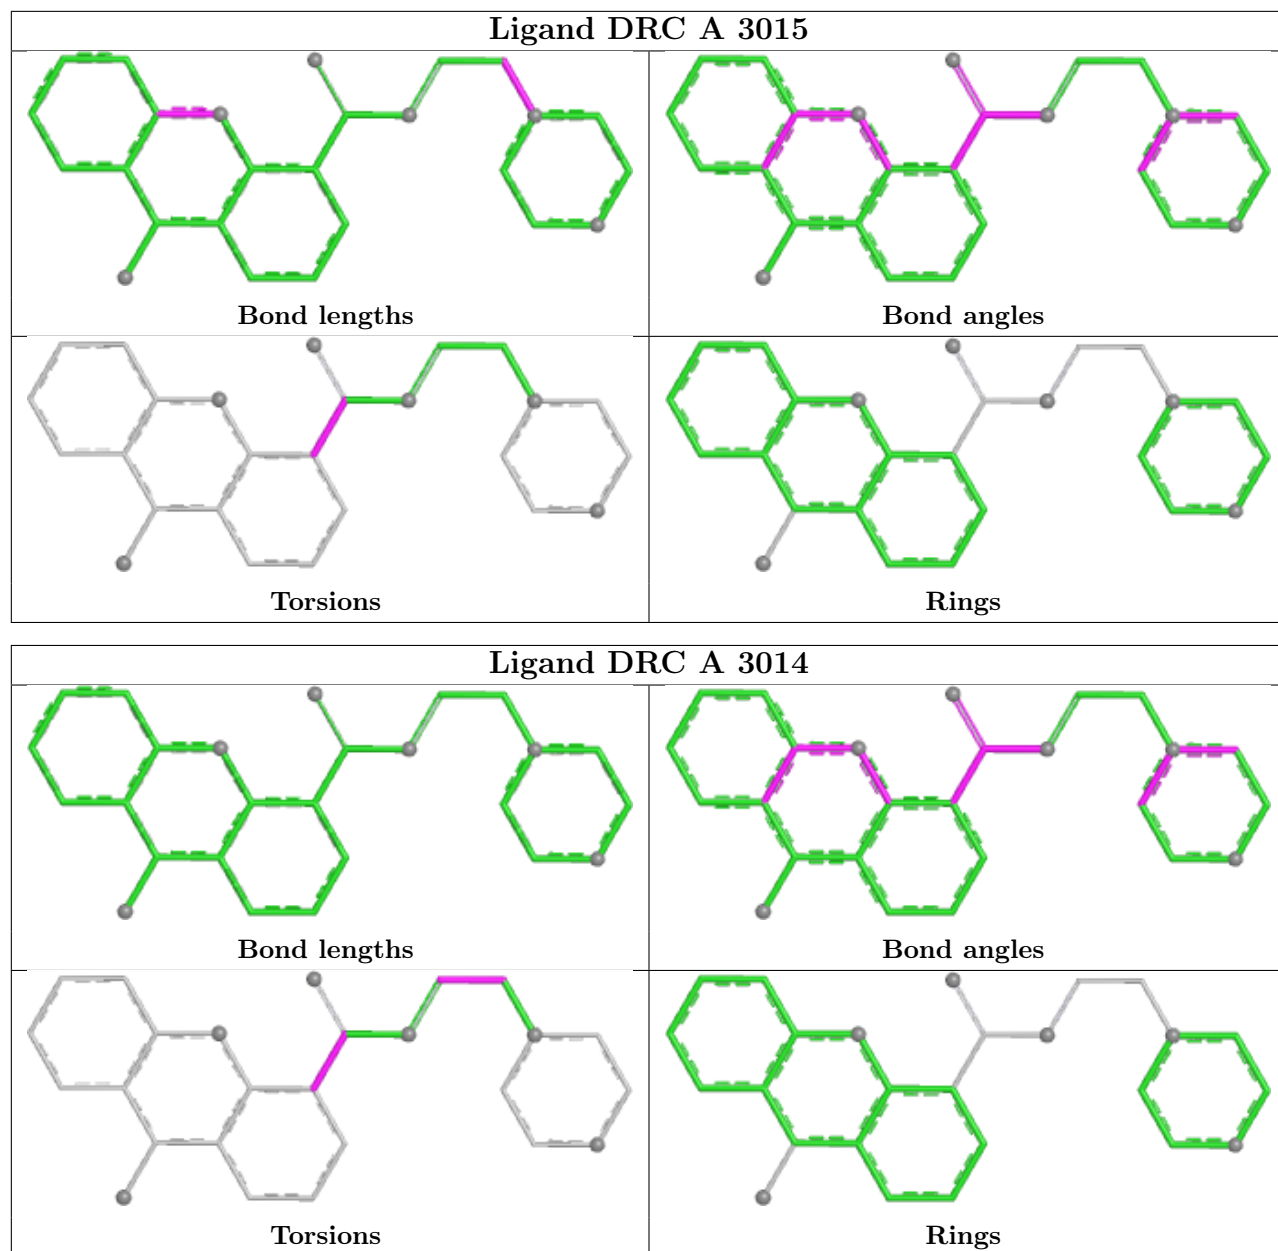 Ligand DRC A 3015
Bond lengths
Bond angles
Torsions
Rings
Ligand DRC A 3014
Bond lengths
Bond angles
Torsions
Rings